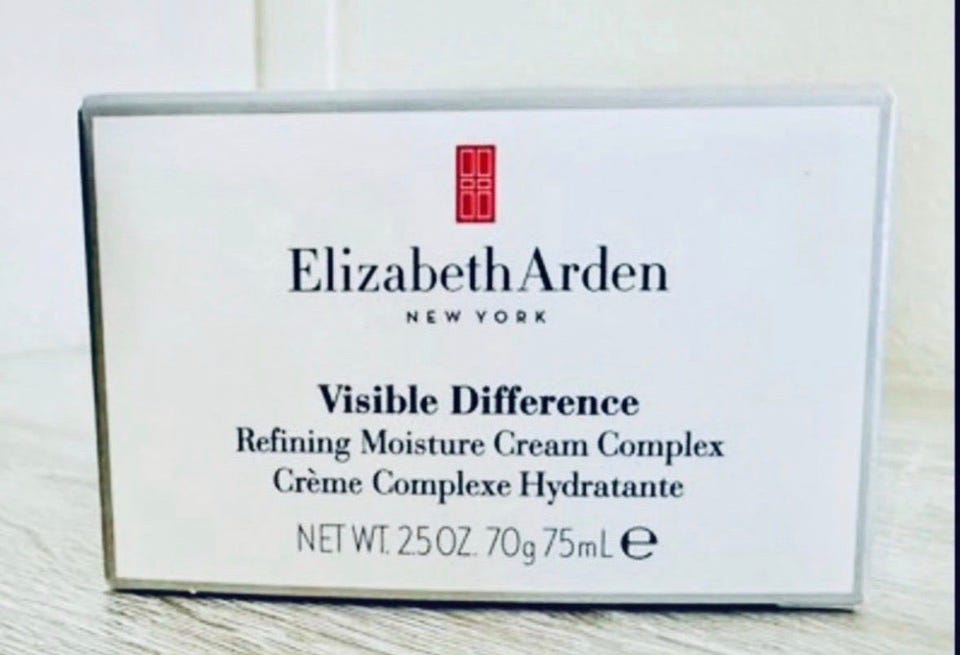 Elizabeth Arden
NEW YORK
Visible Difference
Refining Moisture Cream Complex
Crème Complexe Hydratante
NET WT. 2.5 OZ. 70g 75mL ℮